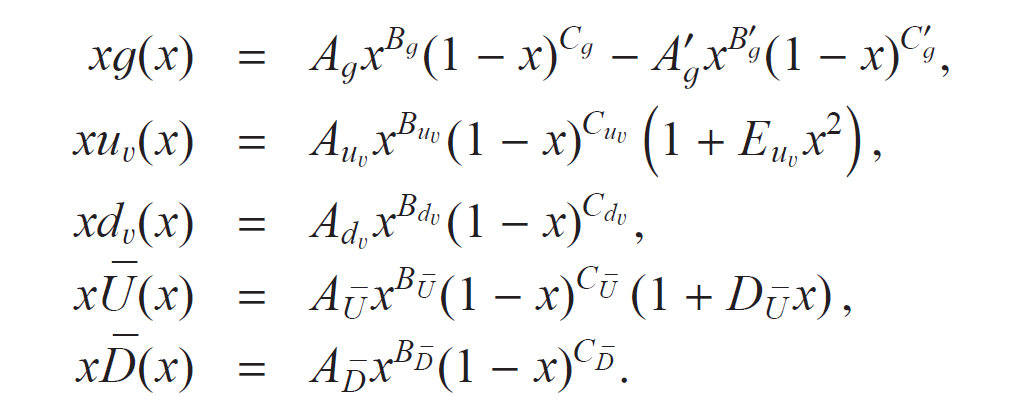 xg(x) = A_g x^{B_g} (1 − x)^{C_g} − A'_g x^{B'_g} (1 − x)^{C'_g},
xu_v(x) = A_{u_v} x^{B_{u_v}} (1 − x)^{C_{u_v}} (1 + E_{u_v} x^2),
xd_v(x) = A_{d_v} x^{B_{d_v}} (1 − x)^{C_{d_v}},
xŪ(x) = A_Ū x^{B_Ū} (1 − x)^{C_Ū} (1 + D_Ū x),
xD̄(x) = A_D̄ x^{B_D̄} (1 − x)^{C_D̄}.